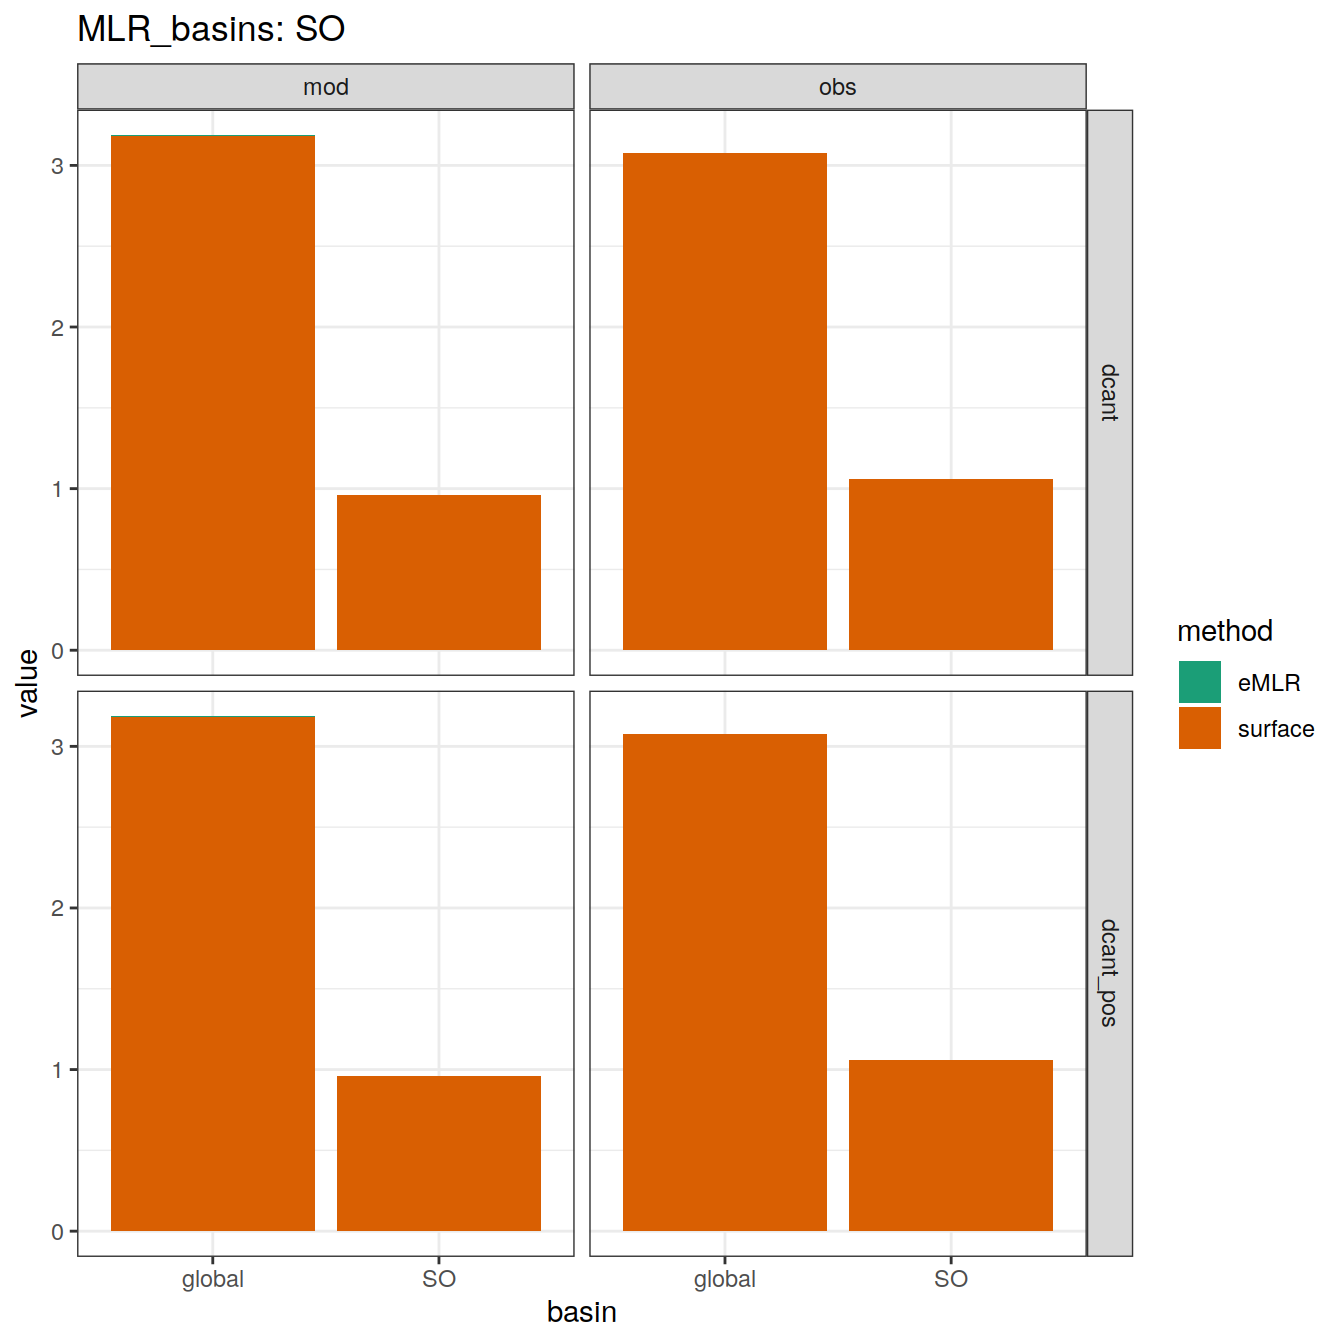 MLR_basins: SO
mod
obs
3
2
1
0
dcant
3
2
1
0
dcant_pos
value
global
SO
global
SO
basin
method
eMLR
surface